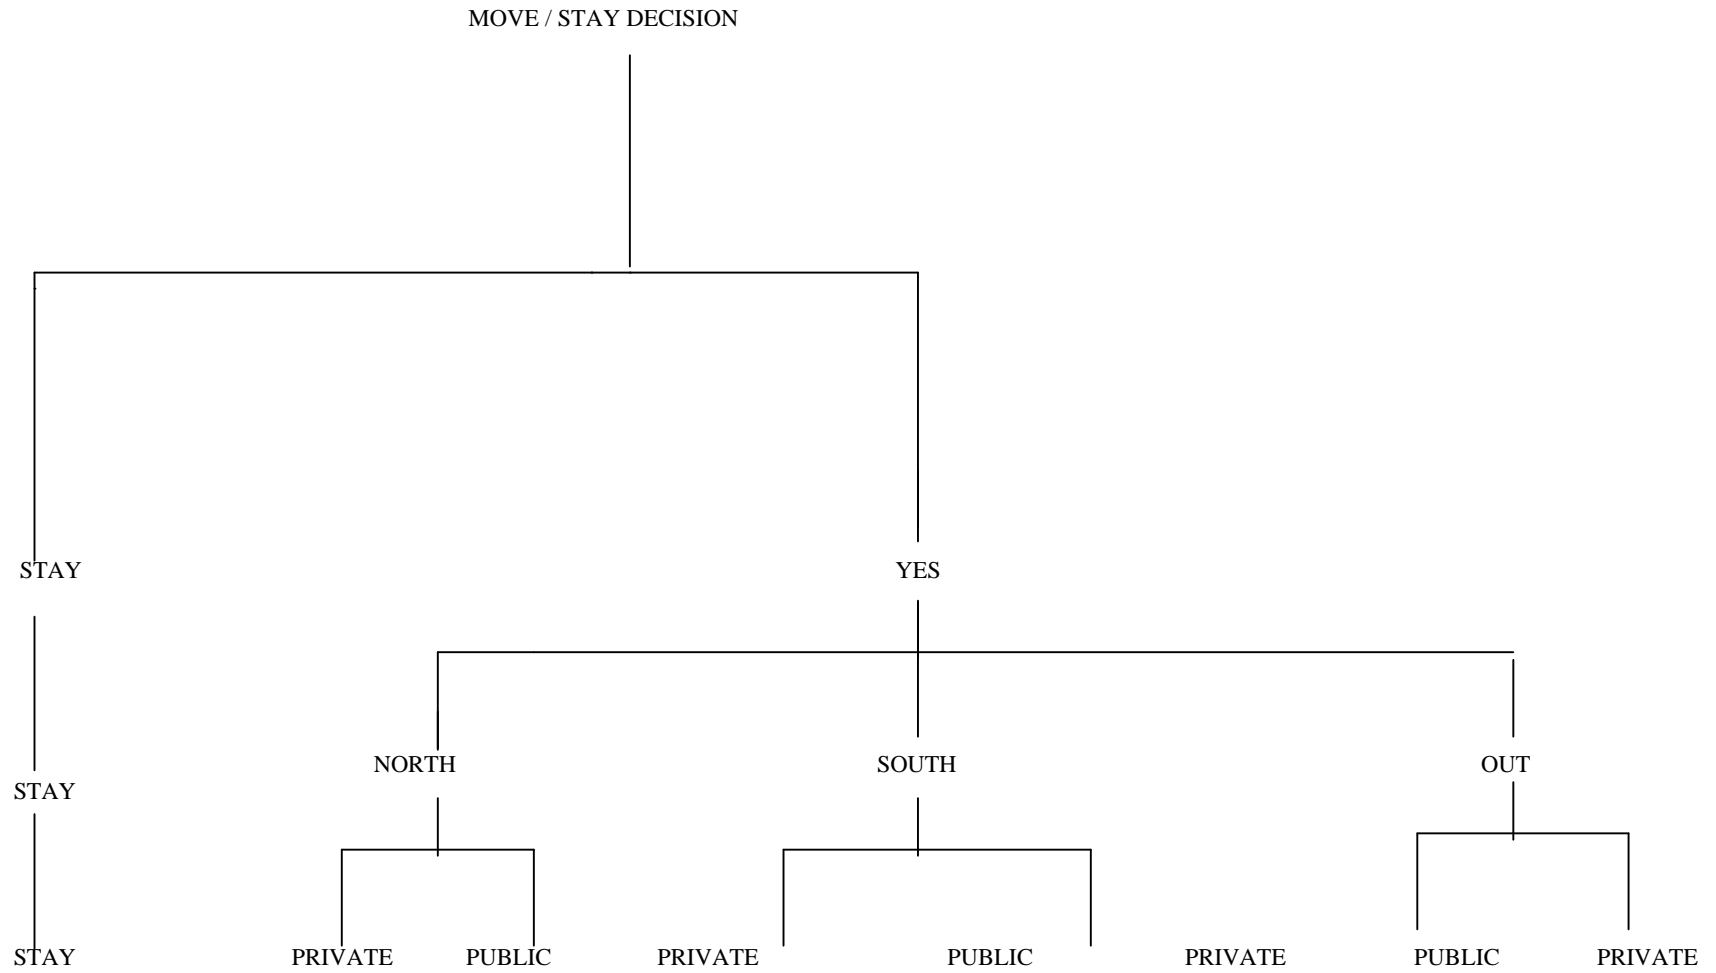 MOVE / STAY DECISION
STAY YES
NORTH SOUTH OUT
STAY
STAY PRIVATE PUBLIC PRIVATE PUBLIC PRIVATE PUBLIC PRIVATE